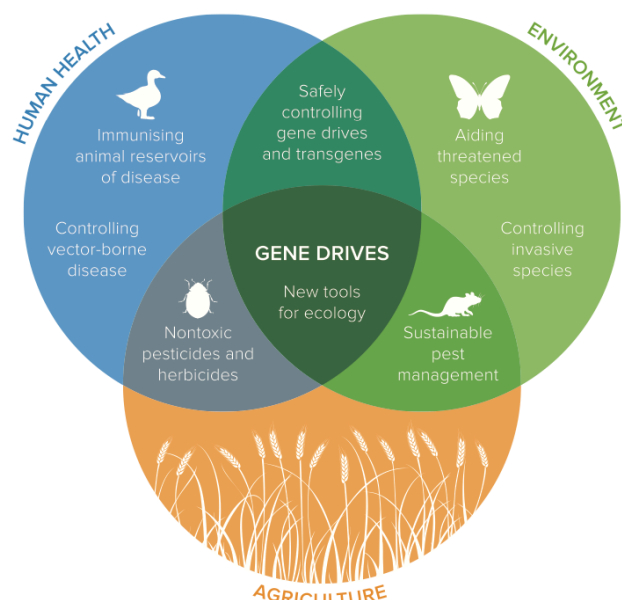 HUMAN HEALTH
ENVIRONMENT
Immunising
animal reservoirs
of disease
Safely
controlling
gene drives
and transgenes
Aiding
threatened
species
Controlling
vector-borne
disease
Controlling
invasive
species
GENE DRIVES
New tools
for ecology
Nontoxic
pesticides and
herbicides
Sustainable
pest
management
AGRICULTURE